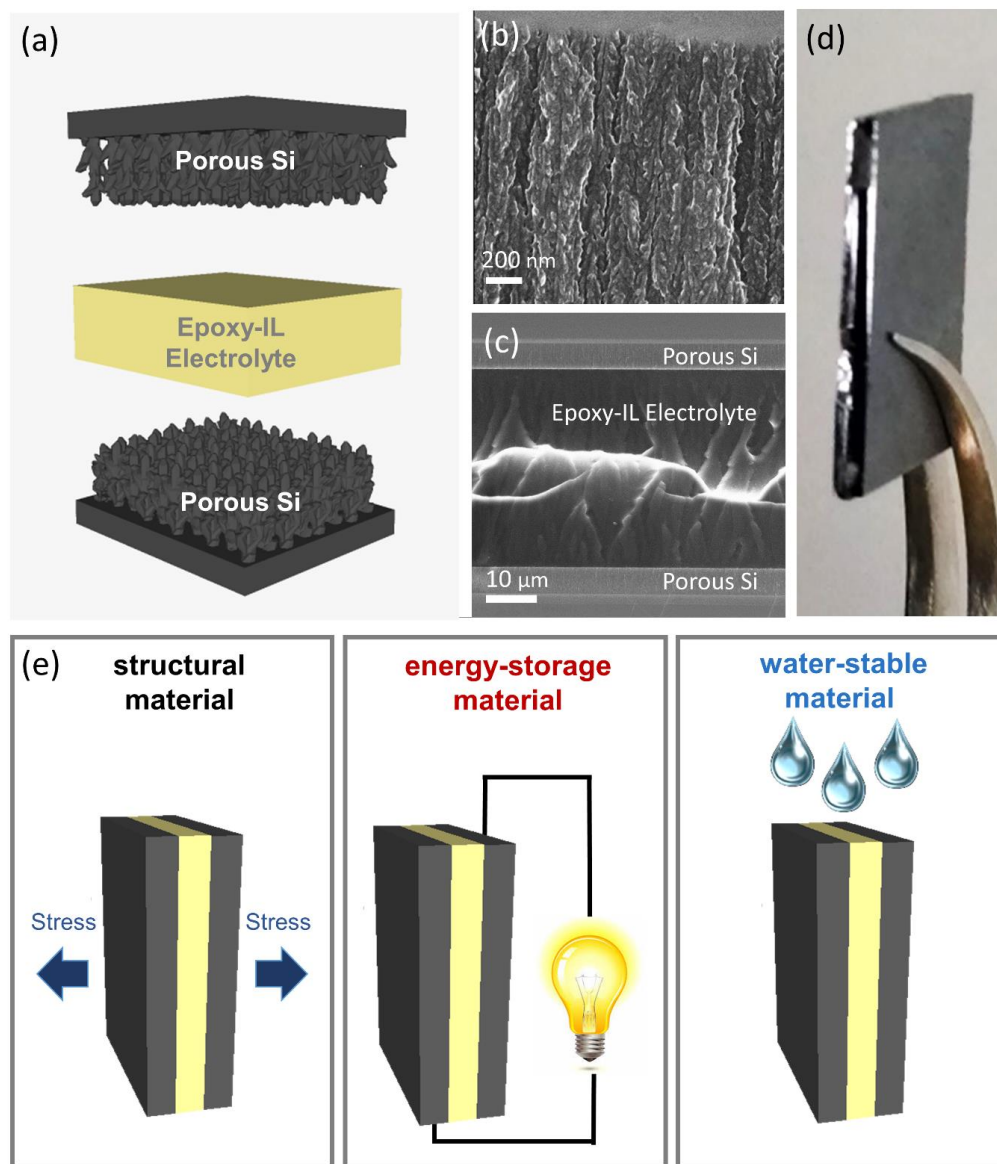 (a)
Porous Si
Epoxy-IL
Electrolyte
Porous Si
(b)
200 nm
(c)
Porous Si
Epoxy-IL Electrolyte
10 µm
Porous Si
(d)
(e)
structural
material
Stress
Stress
energy-storage
material
water-stable
material